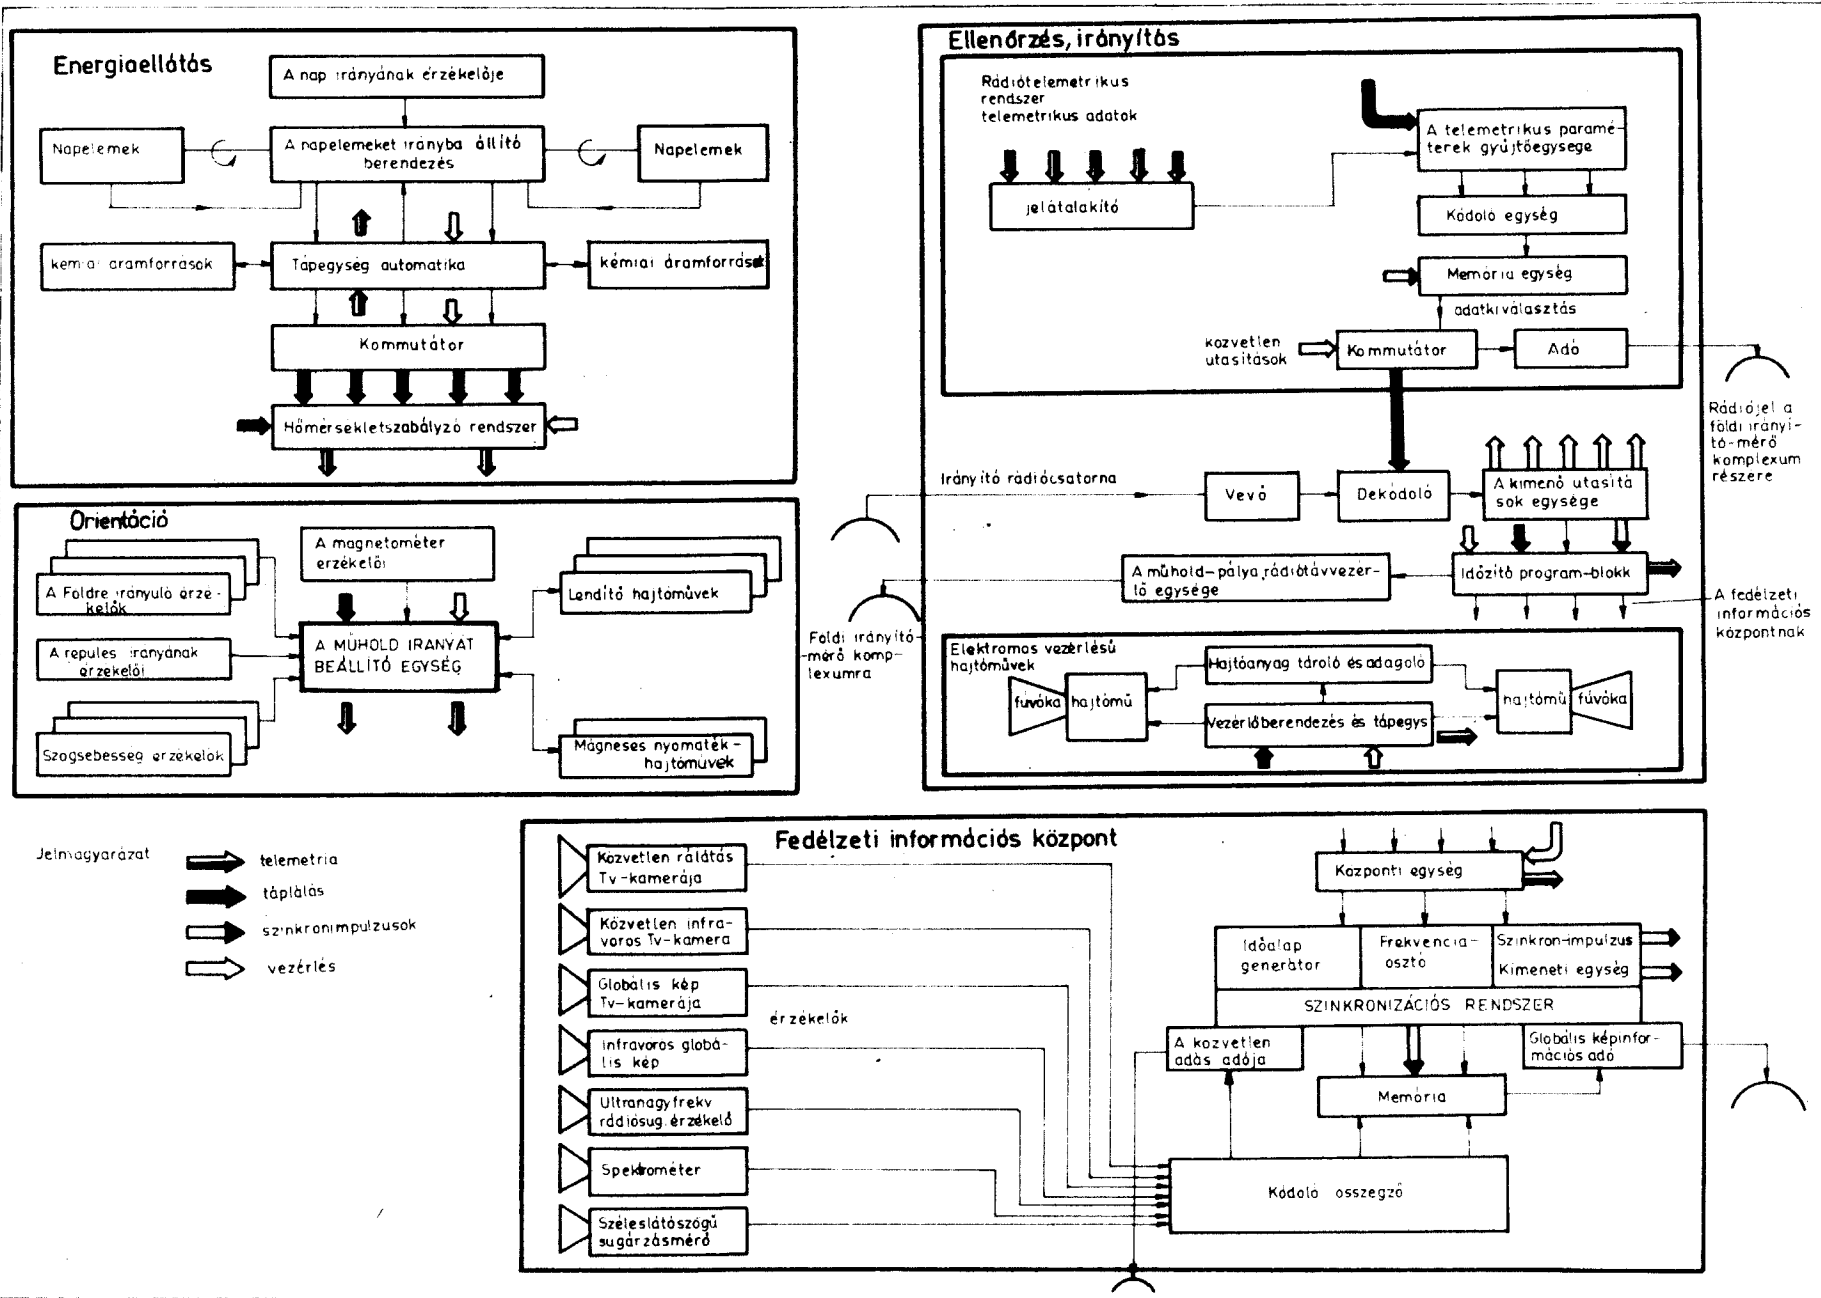 Energiaellátás
A nap irányának érzékelője
Napelemek
A napelemeket irányba állító
berendezés
Napelemek
kémiai áramforrások
Tápegység automatika
kémiai áramforrások
Kommutátor
Hőmérsékletszabályzó rendszer
Orientáció
A magnetométer
érzékelői
A Földre irányuló érzé-
kelők
Lendítő hajtóművek
A repülés irányának
érzékelői
A MŰHOLD IRÁNYÁT
BEÁLLÍTÓ EGYSÉG
Szögsebesség érzékelők
Mágneses nyomaték-
hajtóművek
Ellenőrzés, irányítás
Rádiótelemetrikus
rendszer
telemetrikus adatok
jelátalakító
A telemetrikus paramé-
terek gyűjtőegysége
Kódoló egység
Memória egység
adatkiválasztás
közvetlen
utasítások
Kommutátor
Adó
Rádiójel a
földi irányí-
tó-mérő
komplexum
részére
Irányító rádiócsatorna
Vevő
Dekódoló
A kimenő utasítá
sok egysége
A műhold-pálya rádiótávvezér-
lő egysége
Időzítő program-blokk
A fedélzeti
információs
központnak
Földi irányító-
-mérő komp-
lexumra
Elektromos vezérlésű
hajtóművek
Hajtóanyag tároló és adagoló
fúvóka
hajtómű
Vezérlőberendezés és tápegys
hajtómű
fúvóka
Jelmagyarázat
telemetria
táplálás
szinkronimpulzusok
vezérlés
Fedélzeti információs központ
Közvetlen rálátás
Tv-kamerája
Közvetlen infra-
vörös Tv-kamera
Globális kép
Tv-kamerája
Infravörös globá-
lis kép
Ultranagyfrekv
rádiósug. érzékelő
Spektrométer
Széleslátószögű
sugárzásmérő
érzékelők
Központi egység
Időalap
generátor
Frekvencia-
osztó
Szinkron-impulzus
Kimeneti egység
SZINKRONIZÁCIÓS RENDSZER
A közvetlen
adás adója
Globális képinfor-
mációs adó
Memória
Kódoló összegző